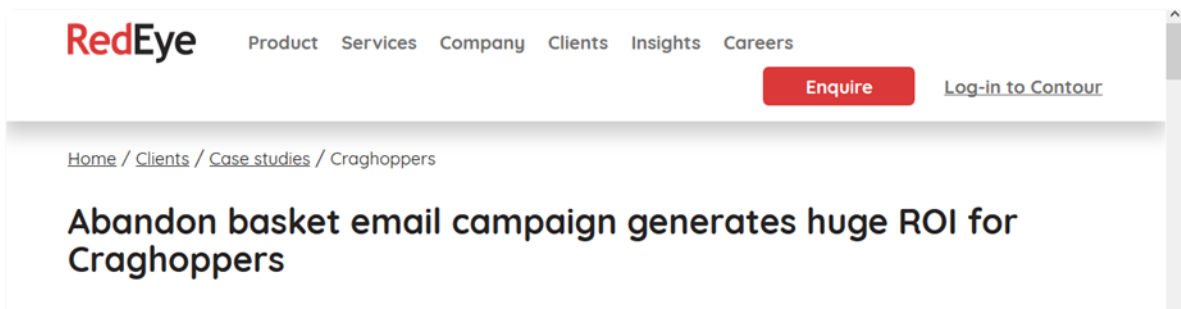 RedEye Product Services Company Clients Insights Careers
Enquire Log-in to Contour
Home / Clients / Case studies / Craghoppers
Abandon basket email campaign generates huge ROI for
Craghoppers